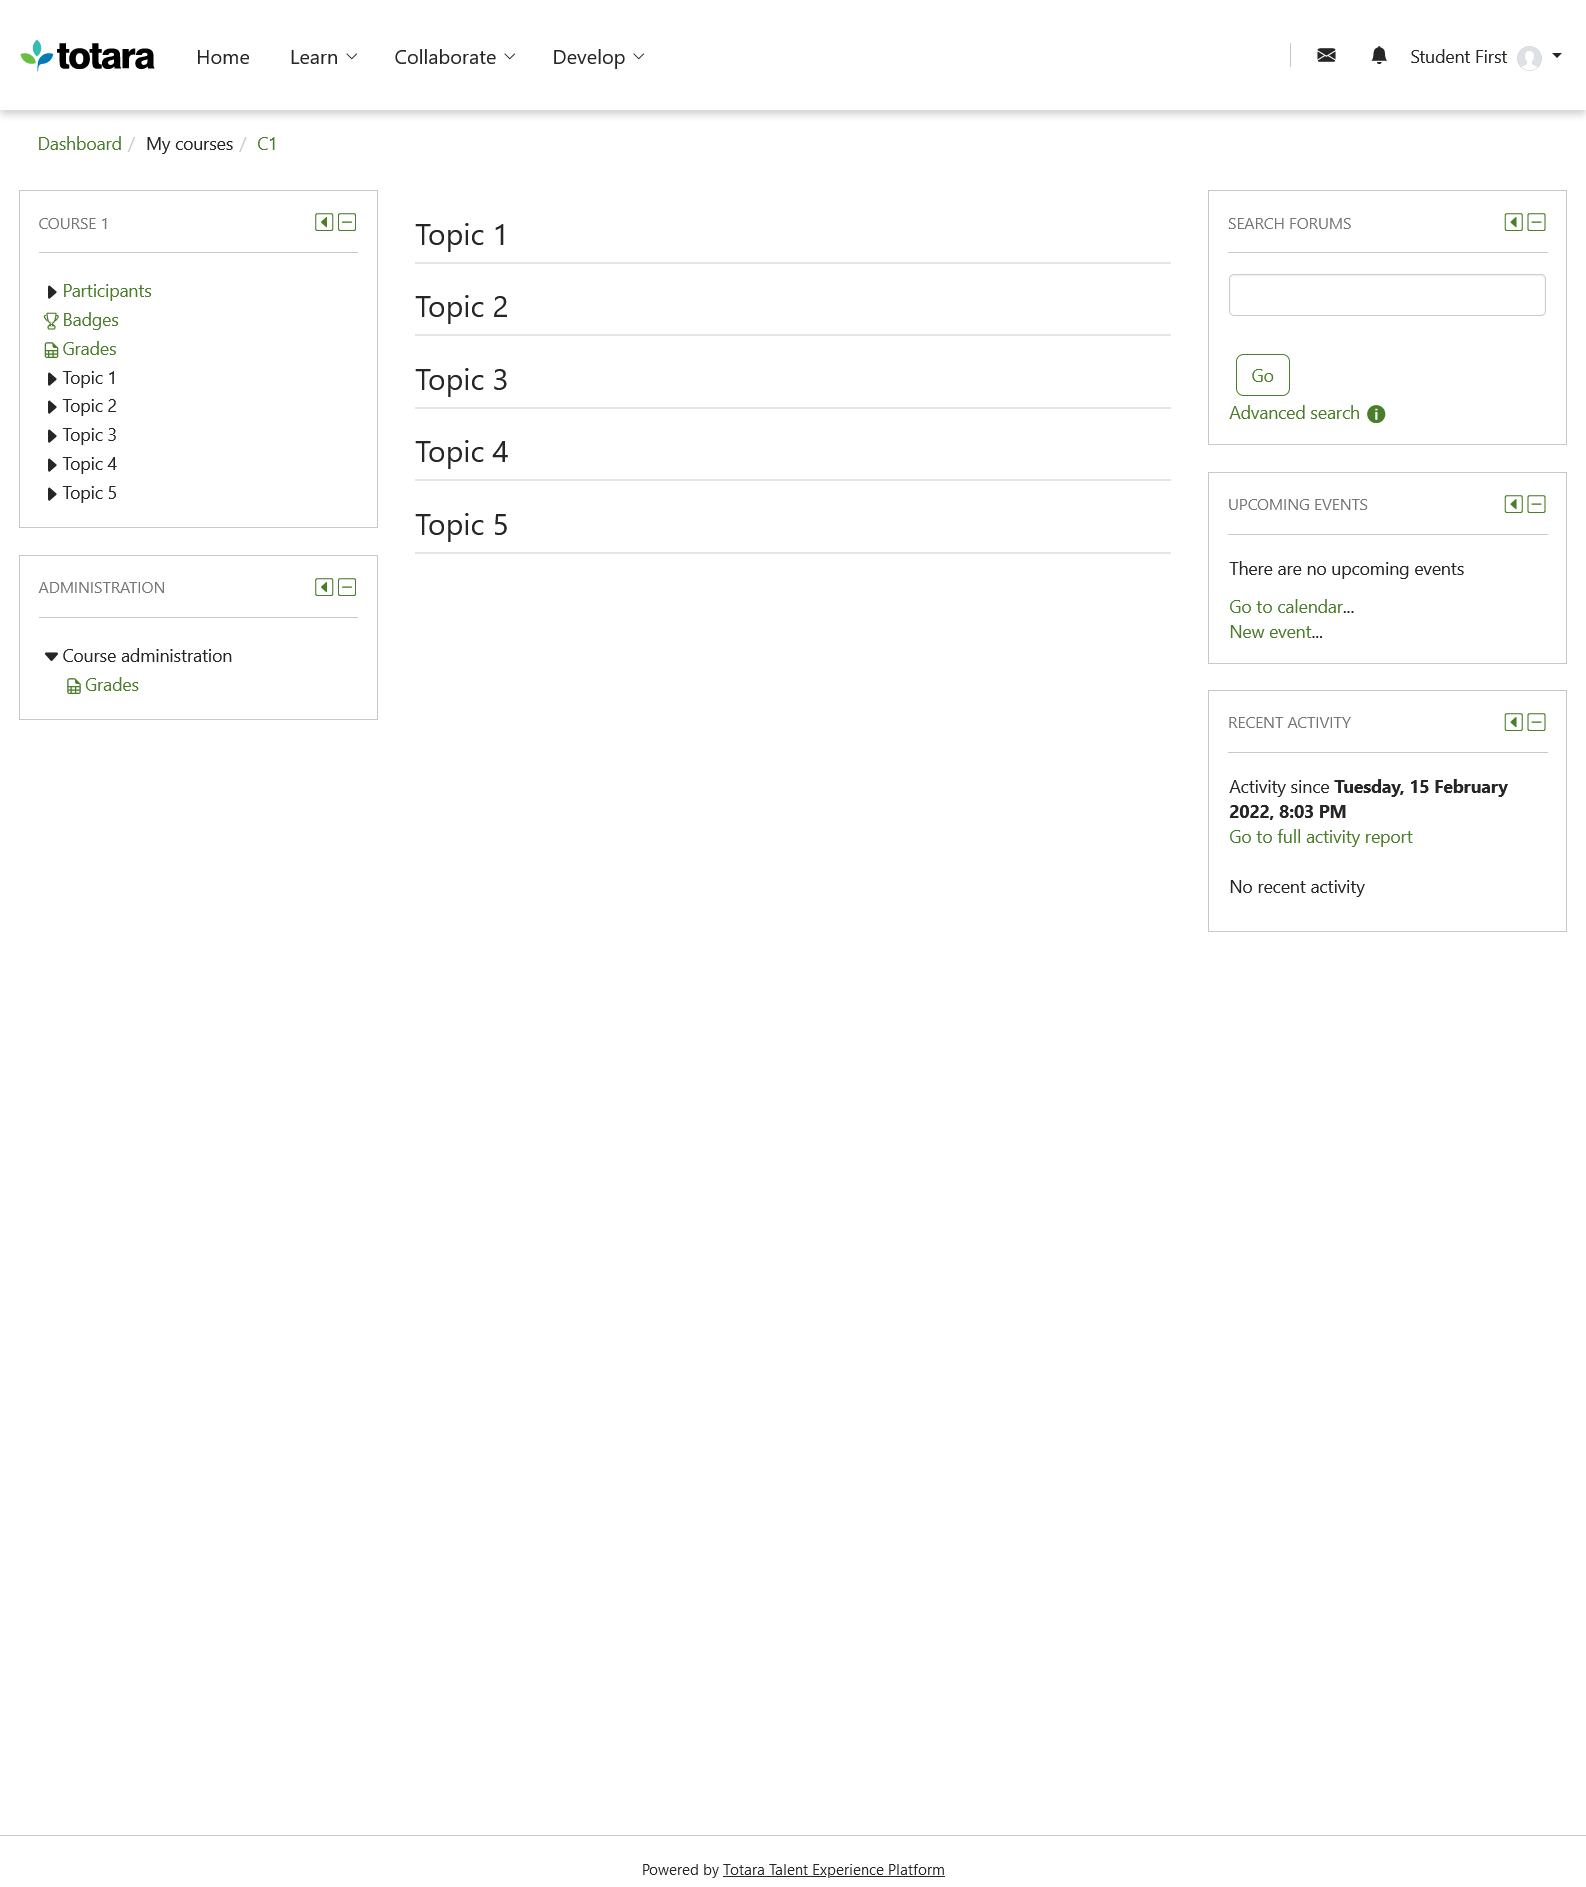 totara
Home
Learn
Collaborate
Develop
Student First
Dashboard / My courses / C1
COURSE 1
Participants
Badges
Grades
Topic 1
Topic 2
Topic 3
Topic 4
Topic 5
ADMINISTRATION
Course administration
Grades
Topic 1
Topic 2
Topic 3
Topic 4
Topic 5
SEARCH FORUMS
Go
Advanced search
UPCOMING EVENTS
There are no upcoming events
Go to calendar...
New event...
RECENT ACTIVITY
Activity since Tuesday, 15 February
2022, 8:03 PM
Go to full activity report
No recent activity
Powered by Totara Talent Experience Platform